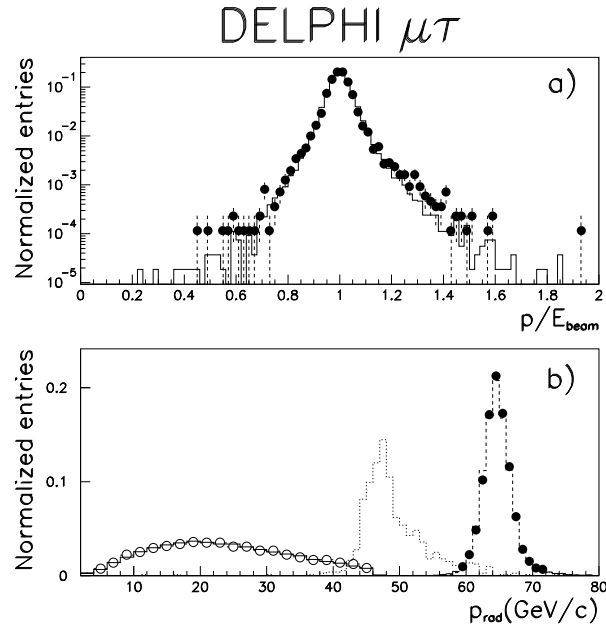 DELPHI μτ
a)
Normalized entries
10⁻¹
10⁻²
10⁻³
10⁻⁴
10⁻⁵
0 0.2 0.4 0.6 0.8 1 1.2 1.4 1.6 1.8 2
p/E_beam
b)
Normalized entries
0.2
0.1
0
10 20 30 40 50 60 70 80
p_rad(GeV/c)